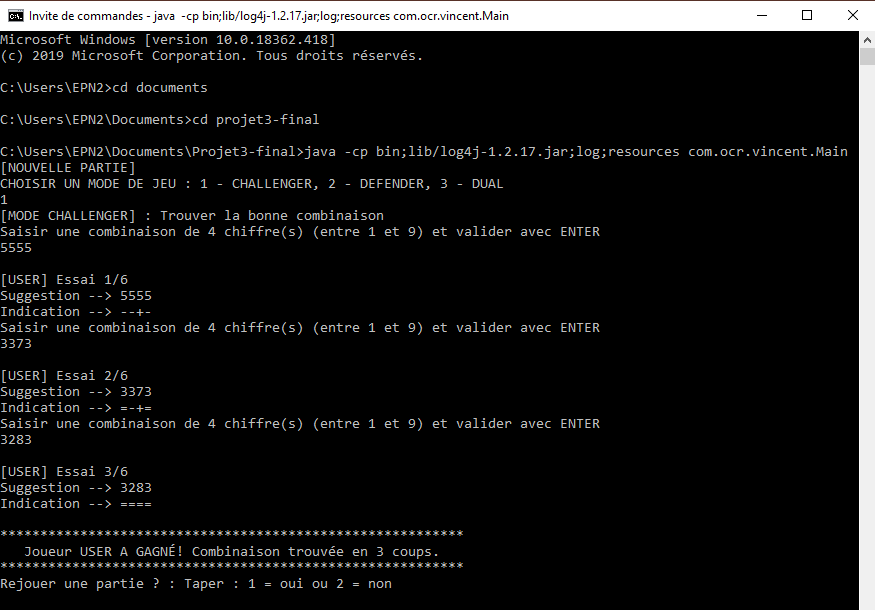 Invite de commandes - java -cp bin;lib/log4j-1.2.17.jar;log;resources com.ocr.vincent.Main
Microsoft Windows [version 10.0.18362.418]
(c) 2019 Microsoft Corporation. Tous droits réservés.
C:\Users\EPN2>cd documents
C:\Users\EPN2\Documents>cd projet3-final
C:\Users\EPN2\Documents\Projet3-final>java -cp bin;lib/log4j-1.2.17.jar;log;resources com.ocr.vincent.Main
[NOUVELLE PARTIE]
CHOISIR UN MODE DE JEU : 1 - CHALLENGER, 2 - DEFENDER, 3 - DUAL
1
[MODE CHALLENGER] : Trouver la bonne combinaison
Saisir une combinaison de 4 chiffre(s) (entre 1 et 9) et valider avec ENTER
5555
[USER] Essai 1/6
Suggestion --> 5555
Indication --> --+-
Saisir une combinaison de 4 chiffre(s) (entre 1 et 9) et valider avec ENTER
3373
[USER] Essai 2/6
Suggestion --> 3373
Indication --> =-+=
Saisir une combinaison de 4 chiffre(s) (entre 1 et 9) et valider avec ENTER
3283
[USER] Essai 3/6
Suggestion --> 3283
Indication --> ====
**********************************************************
Joueur USER A GAGNÉ! Combinaison trouvée en 3 coups.
**********************************************************
Rejouer une partie ? : Taper : 1 = oui ou 2 = non